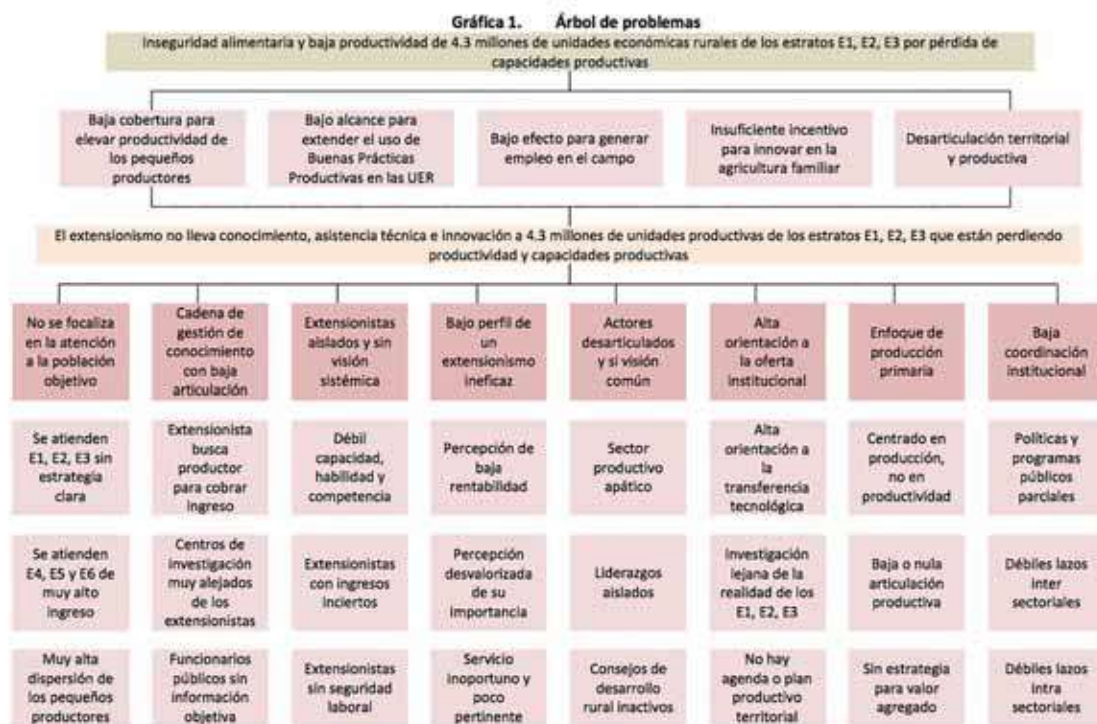 Gráfica 1. Árbol de problemas
Inseguridad alimentaria y baja productividad de 4.3 millones de unidades económicas rurales de los estratos E1, E2, E3 por pérdida de
capacidades productivas
Baja cobertura para
elevar productividad de
los pequeños
productores
Bajo alcance para
extender el uso de
Buenas Prácticas
Productivas en las UER
Bajo efecto para generar
empleo en el campo
Insuficiente incentivo
para innovar en la
agricultura familiar
Desarticulación territorial
y productiva
El extensionismo no lleva conocimiento, asistencia técnica e innovación a 4.3 millones de unidades productivas de los estratos E1, E2, E3 que están perdiendo
productividad y capacidades productivas
No se focaliza
en la atención
a la población
objetivo
Cadena de
gestión de
conocimiento
con baja
articulación
Extensionistas
aislados y sin
visión
sistémica
Bajo perfil de
un
extensionismo
ineficaz
Actores
desarticulados
y si visión
común
Alta
orientación a
la oferta
institucional
Enfoque de
producción
primaria
Baja
coordinación
institucional
Se atienden
E1, E2, E3 sin
estrategia
clara
Extensionista
busca
productor
para cobrar
ingreso
Débil
capacidad,
habilidad y
competencia
Percepción de
baja
rentabilidad
Sector
productivo
apático
Alta
orientación a
la
transferencia
tecnológica
Centrado en
producción,
no en
productividad
Políticas y
programas
públicos
parciales
Se atienden
E4, E5 y E6 de
muy alto
ingreso
Centros de
investigación
muy alejados
de los
extensionistas
Extensionistas
con ingresos
inciertos
Percepción
desvalorizada
de su
importancia
Liderazgos
aislados
Investigación
lejana de la
realidad de los
E1, E2, E3
Baja o nula
articulación
productiva
Débiles lazos
inter
sectoriales
Muy alta
dispersión de
los pequeños
productores
Funcionarios
públicos sin
información
objetiva
Extensionistas
sin seguridad
laboral
Servicio
inoportuno y
poco
pertinente
Consejos de
desarrollo
rural inactivos
No hay
agenda o plan
productivo
territorial
Sin estrategia
para valor
agregado
Débiles lazos
intra
sectoriales